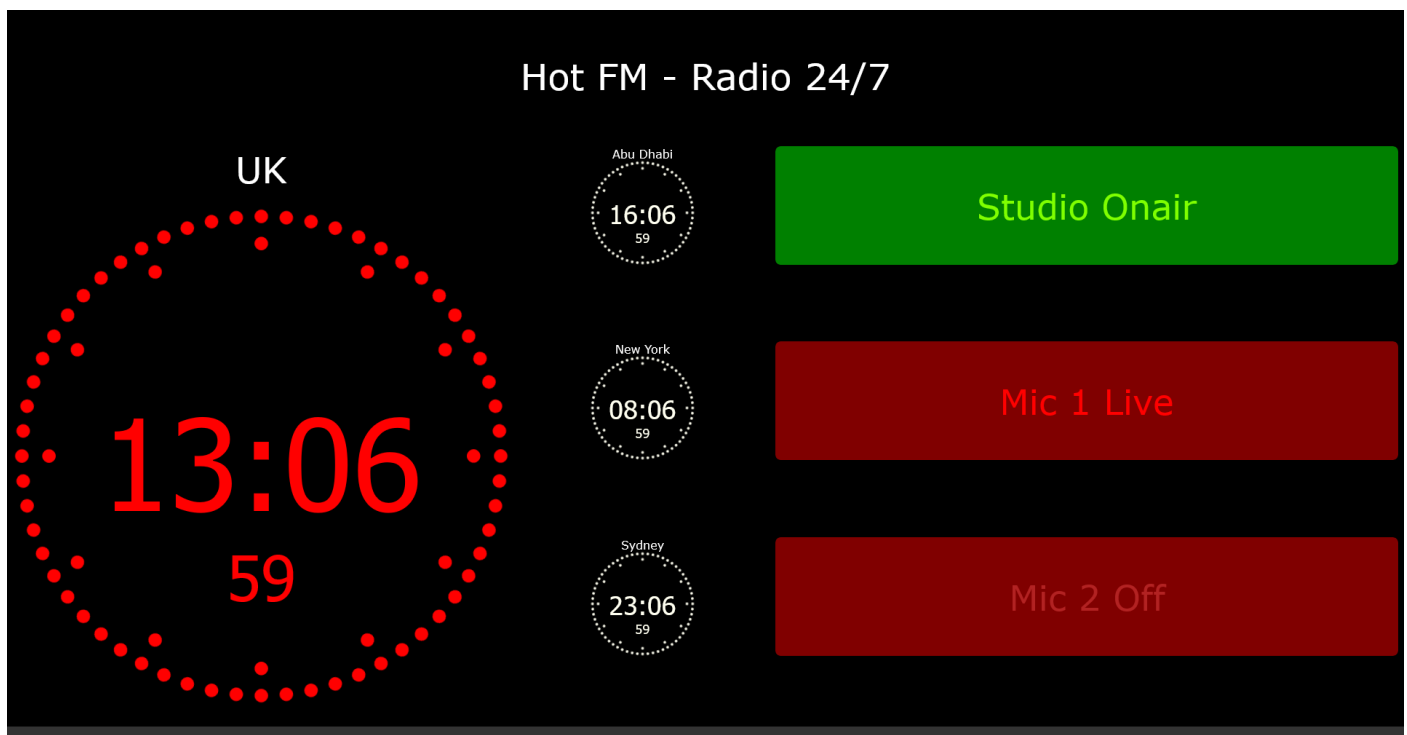 Hot FM - Radio 24/7
UK
13:06
59
Abu Dhabi
16:06
59
New York
08:06
59
Sydney
23:06
59
Studio Onair
Mic 1 Live
Mic 2 Off